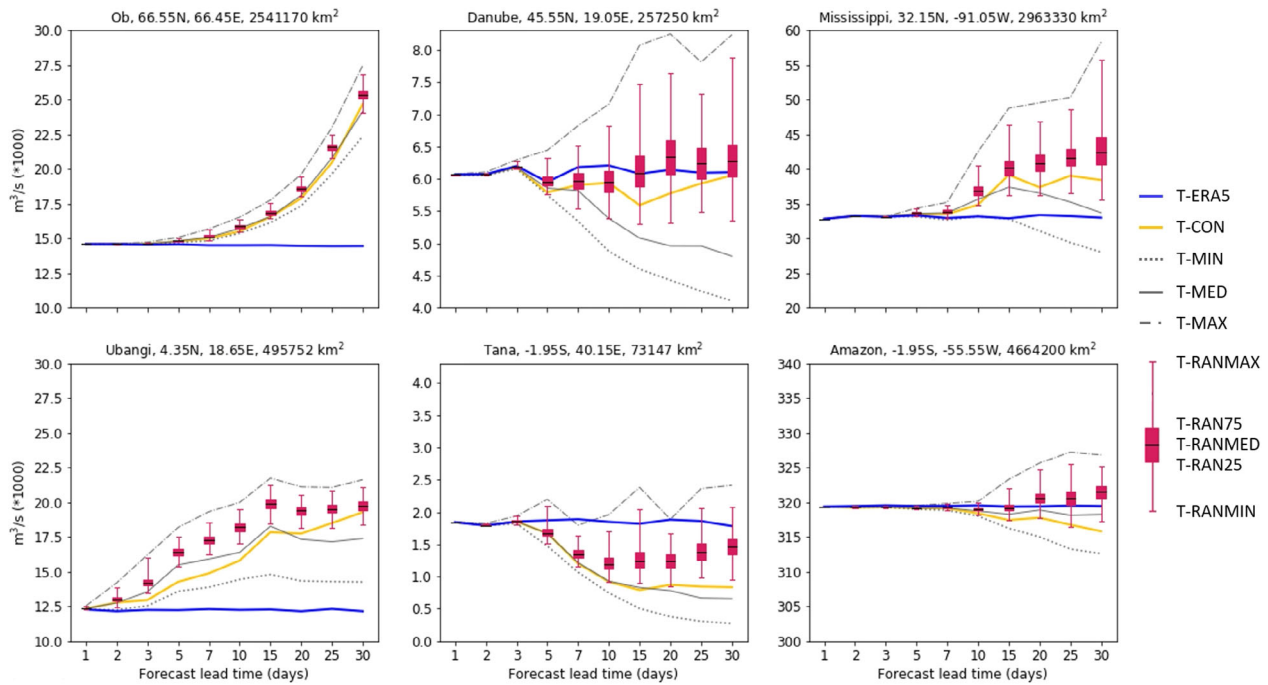 Ob, 66.55N, 66.45E, 2541170 km²
30.0
27.5
25.0
22.5
20.0
17.5
15.0
12.5
10.0
m³/s (*1000)
Danube, 45.55N, 19.05E, 257250 km²
8.0
7.5
7.0
6.5
6.0
5.5
5.0
4.5
4.0
Mississippi, 32.15N, -91.05W, 2963330 km²
60
55
50
45
40
35
30
25
20
T-ERA5
T-CON
T-MIN
T-MED
T-MAX
T-RANMAX
T-RAN75
T-RANMED
T-RAN25
T-RANMIN
Ubangi, 4.35N, 18.65E, 495752 km²
30.0
27.5
25.0
22.5
20.0
17.5
15.0
12.5
10.0
m³/s (*1000)
1 2 3 5 7 10 15 20 25 30
Forecast lead time (days)
Tana, -1.95S, 40.15E, 73147 km²
4.0
3.5
3.0
2.5
2.0
1.5
1.0
0.5
0.0
1 2 3 5 7 10 15 20 25 30
Forecast lead time (days)
Amazon, -1.95S, -55.55W, 4664200 km²
340
335
330
325
320
315
310
305
300
1 2 3 5 7 10 15 20 25 30
Forecast lead time (days)